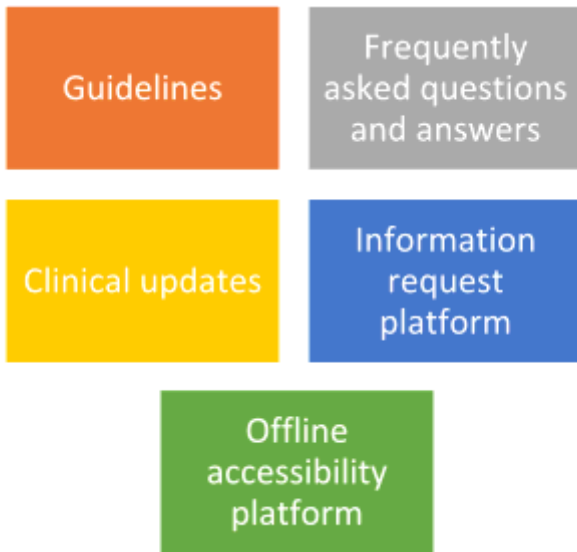 Guidelines
Frequently
asked questions
and answers
Clinical updates
Information
request
platform
Offline
accessibility
platform